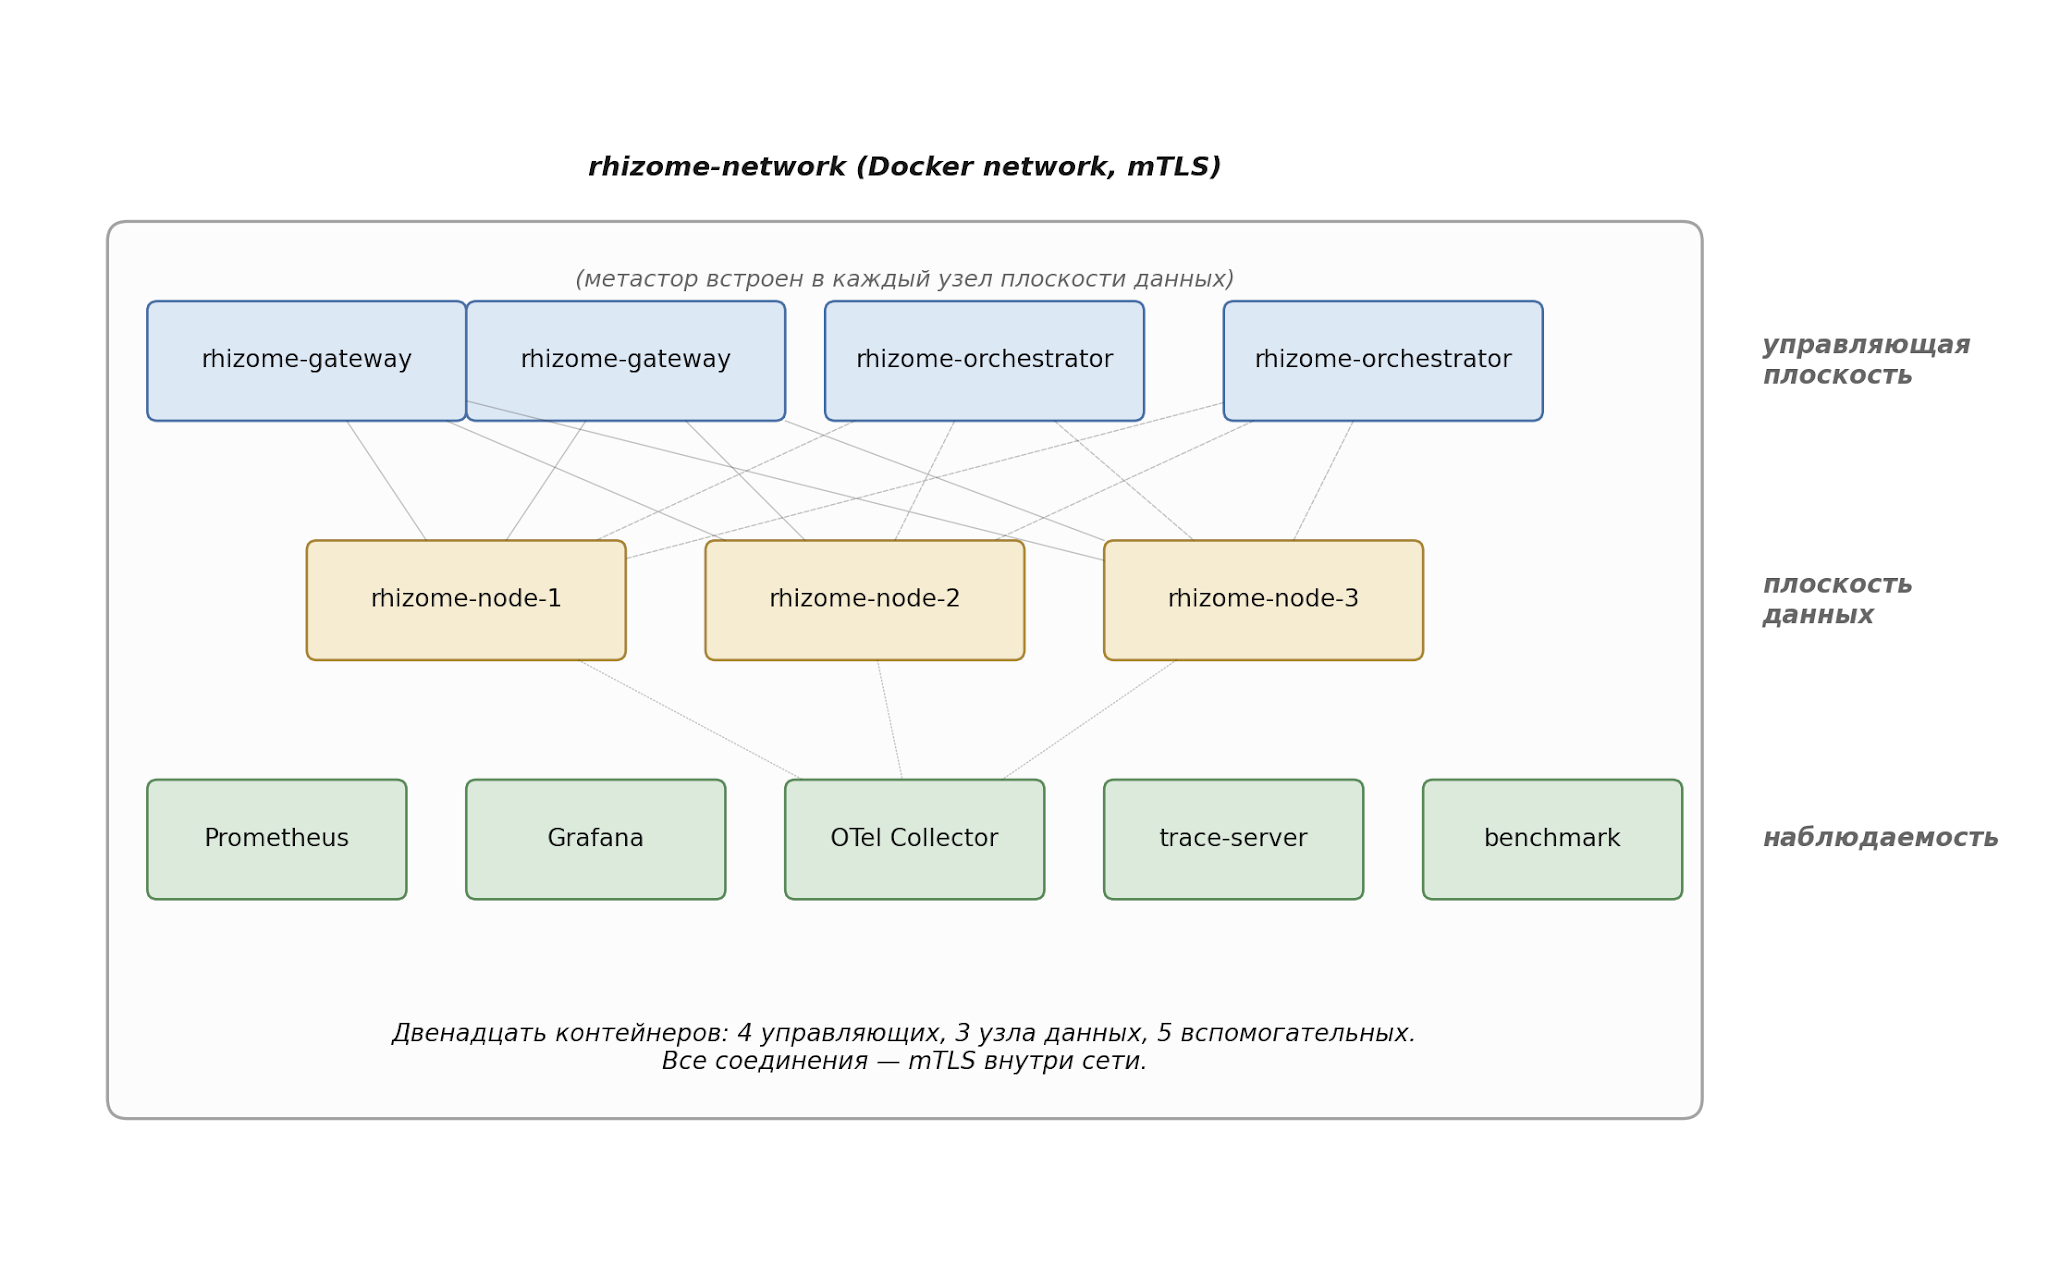 rhizome-network (Docker network, mTLS)
(метастор встроен в каждый узел плоскости данных)
rhizome-gateway
rhizome-gateway
rhizome-orchestrator
rhizome-orchestrator
управляющая
плоскость
rhizome-node-1
rhizome-node-2
rhizome-node-3
плоскость
данных
Prometheus
Grafana
OTel Collector
trace-server
benchmark
наблюдаемость
Двенадцать контейнеров: 4 управляющих, 3 узла данных, 5 вспомогательных.
Все соединения — mTLS внутри сети.